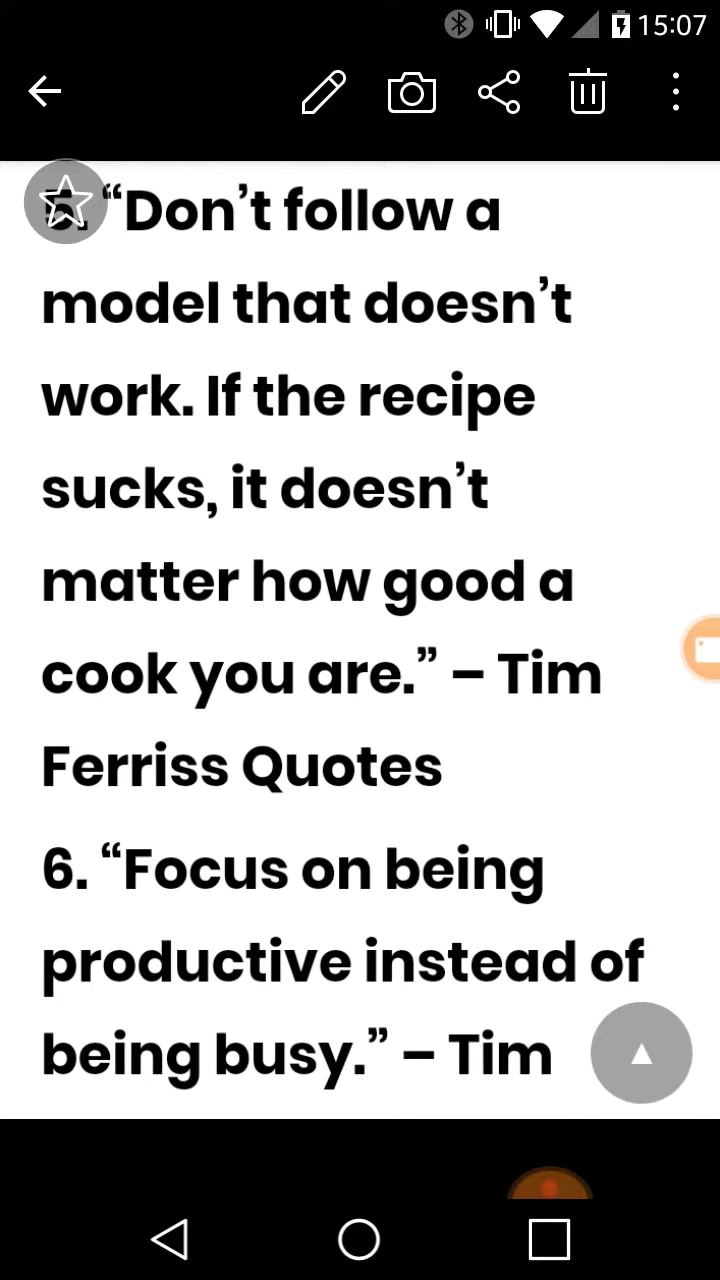 15:07
5. “Don’t follow a
model that doesn’t
work. If the recipe
sucks, it doesn’t
matter how good a
cook you are.” – Tim
Ferriss Quotes
6. “Focus on being
productive instead of
being busy.” – Tim